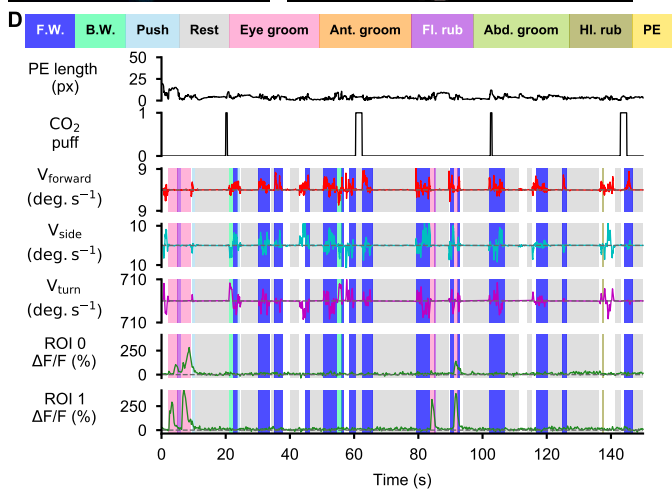 D
F.W. B.W. Push Rest Eye groom Ant. groom Fl. rub Abd. groom Hl. rub PE
PE length
(px)
50
25
0
CO2
puff
1
0
Vforward
(deg. s−1)
9
9
Vside
(deg. s−1)
10
10
Vturn
(deg. s−1)
710
710
ROI 0
ΔF/F (%)
250
0
ROI 1
ΔF/F (%)
250
0
0 20 40 60 80 100 120 140
Time (s)